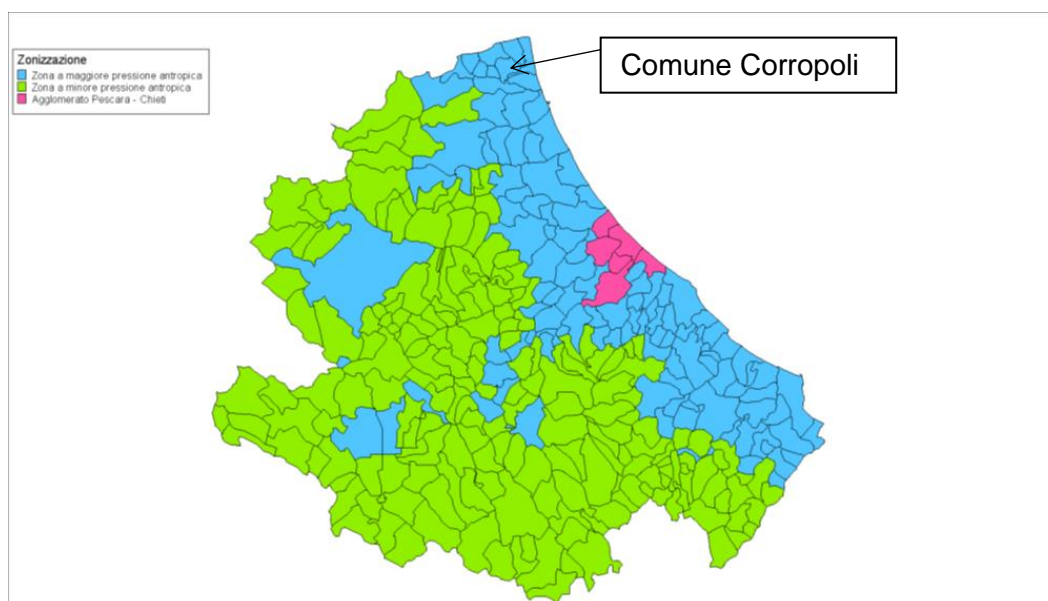 Zonizzazione
Zona a maggiore pressione antropica
Zona a minore pressione antropica
Agglomerato Pescara - Chieti
Comune Corropoli